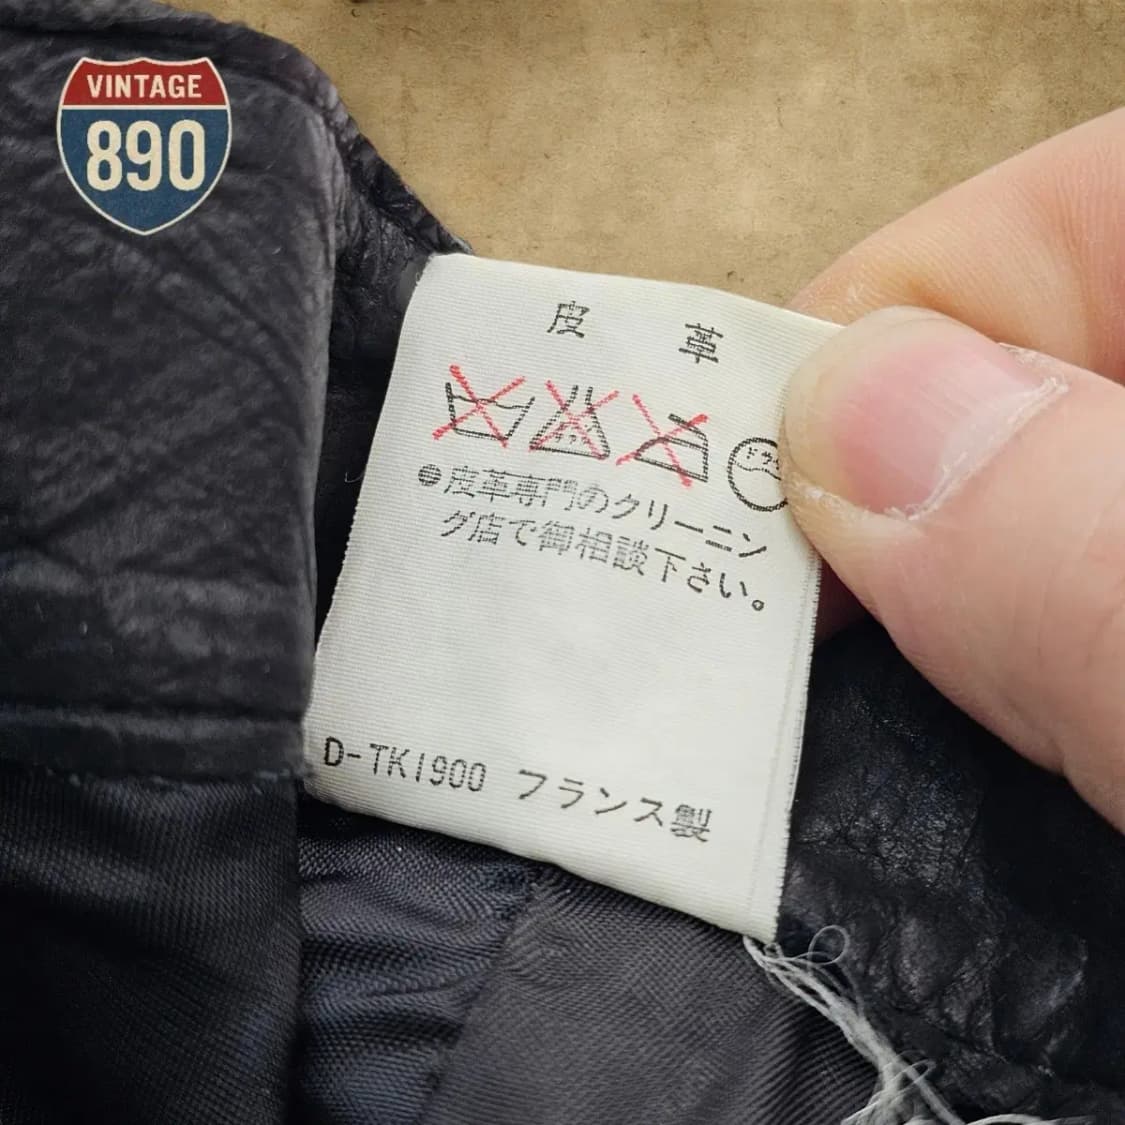 VINTAGE
890
皮革
ドライ
●皮革専門のクリーニン
グ店で御相談下さい。
D-TK1900 フランス製